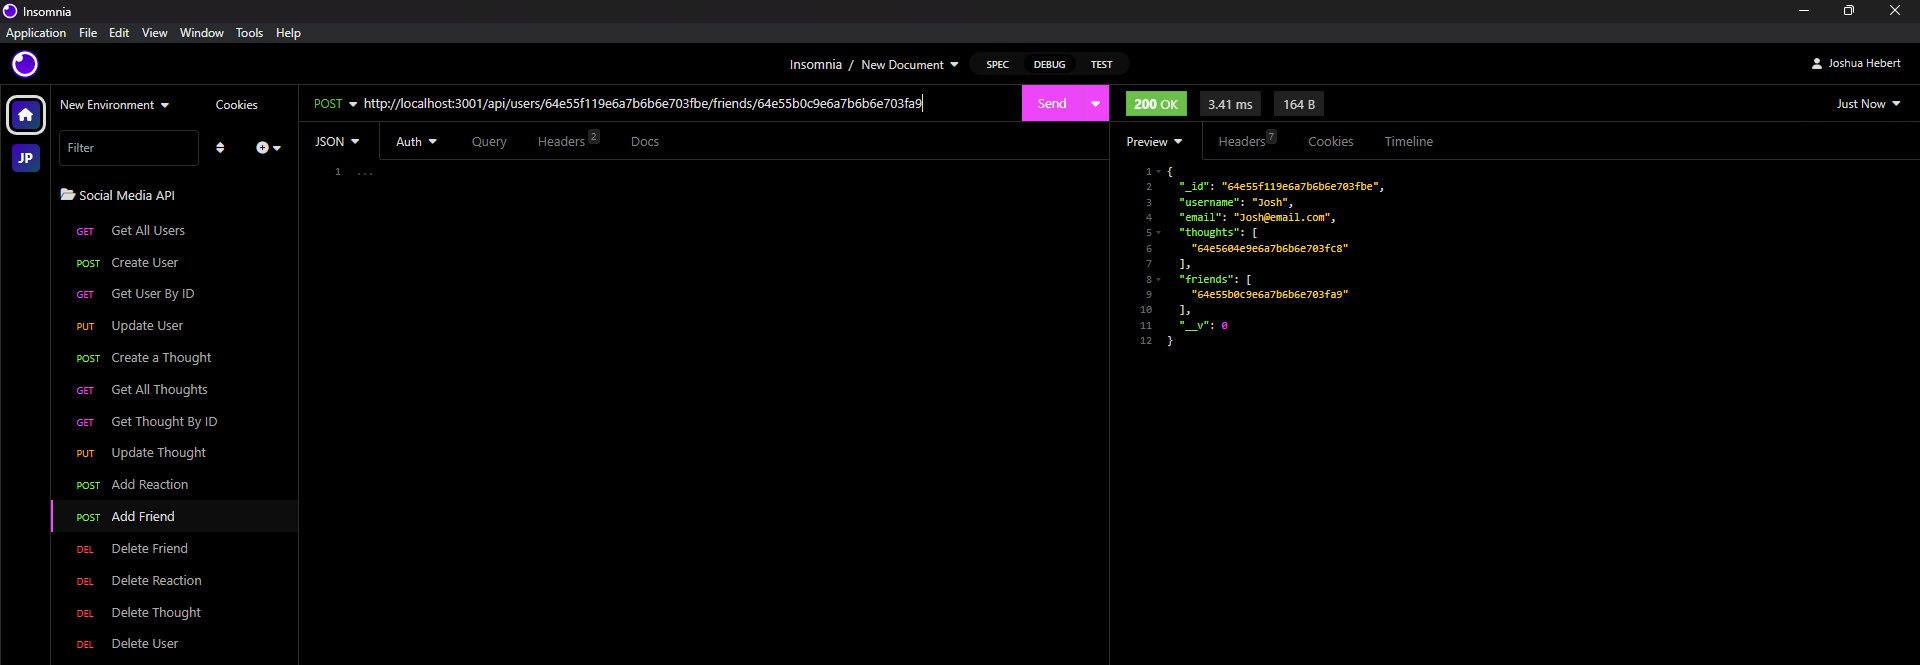 Insomnia
Application File Edit View Window Tools Help
Insomnia / New Document SPEC DEBUG TEST Joshua Hebert
New Environment Cookies
POST http://localhost:3001/api/users/64e55f119e6a7b6b6e703fbe/friends/64e55b0c9e6a7b6b6e703fa9 Send
200 OK 3.41 ms 164 B Just Now
JP
Filter
JSON Auth Query Headers 2 Docs
Preview Headers 7 Cookies Timeline
Social Media API
GET Get All Users
POST Create User
GET Get User By ID
PUT Update User
POST Create a Thought
GET Get All Thoughts
GET Get Thought By ID
PUT Update Thought
POST Add Reaction
POST Add Friend
DEL Delete Friend
DEL Delete Reaction
DEL Delete Thought
DEL Delete User
1 ...
1 {
2 "_id": "64e55f119e6a7b6b6e703fbe",
3 "username": "Josh",
4 "email": "Josh@email.com",
5 "thoughts": [
6 "64e5604e9e6a7b6b6e703fc8"
7 ],
8 "friends": [
9 "64e55b0c9e6a7b6b6e703fa9"
10 ],
11 "__v": 0
12 }